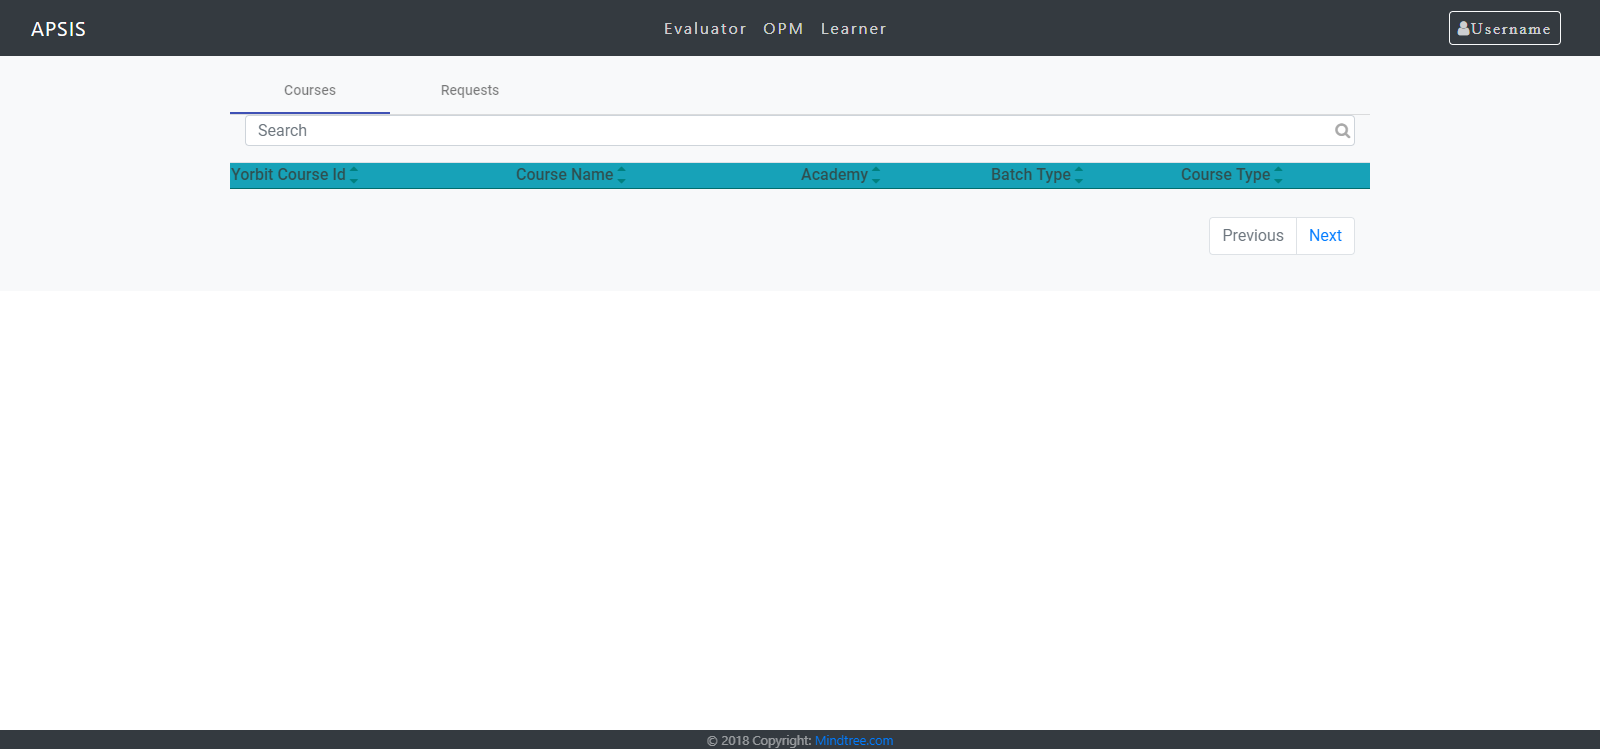 APSIS Evaluator OPM Learner Username
Courses Requests
Search
Yorbit Course Id Course Name Academy Batch Type Course Type
Previous Next
© 2018 Copyright: Mindtree.com